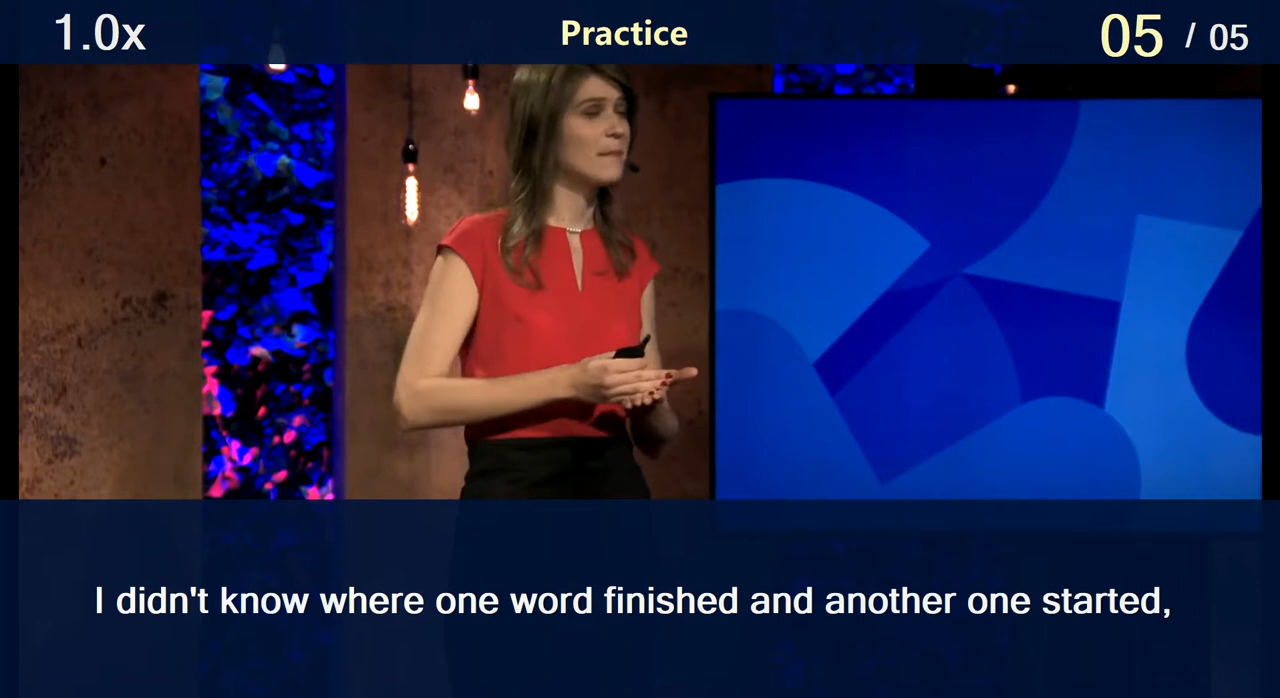 1.0x
Practice
05 / 05
I didn't know where one word finished and another one started,